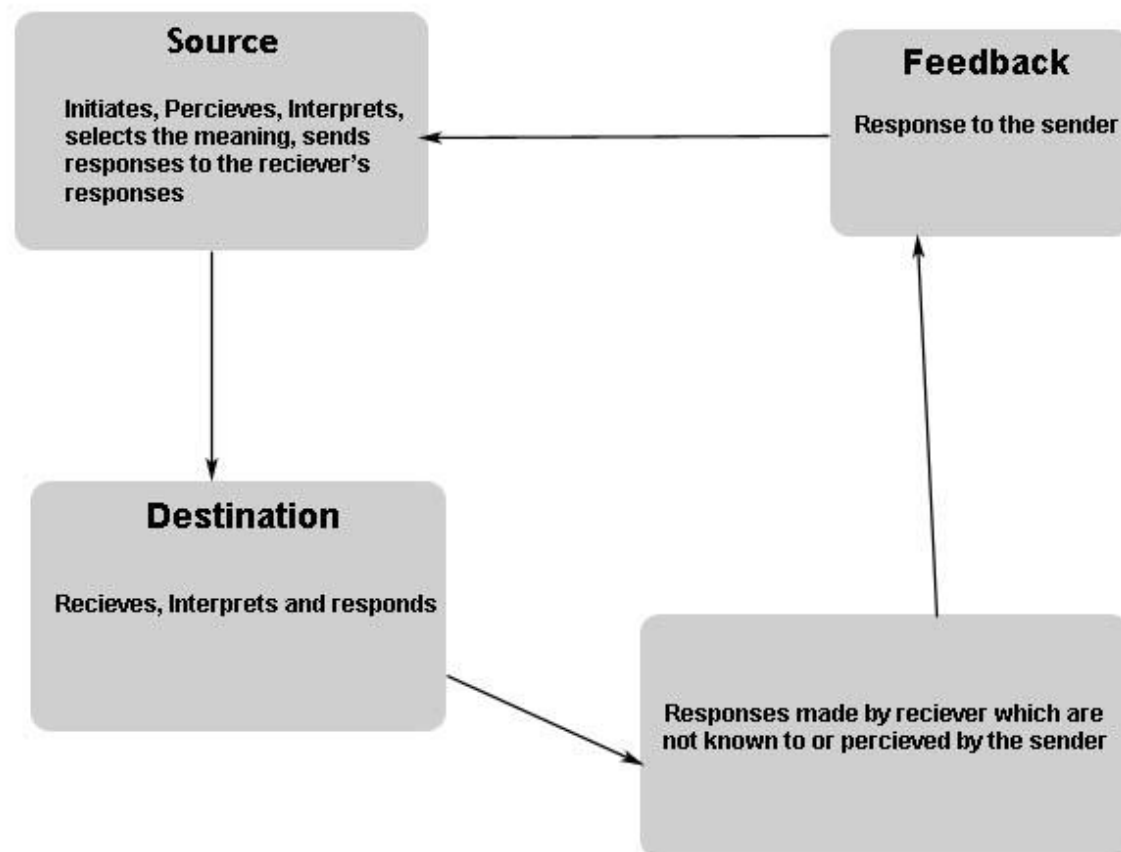 Source
Initiates, Percieves, Interprets,
selects the meaning, sends
responses to the reciever’s
responses
Feedback
Response to the sender
Destination
Recieves, Interprets and responds
Responses made by reciever which are
not known to or percieved by the sender